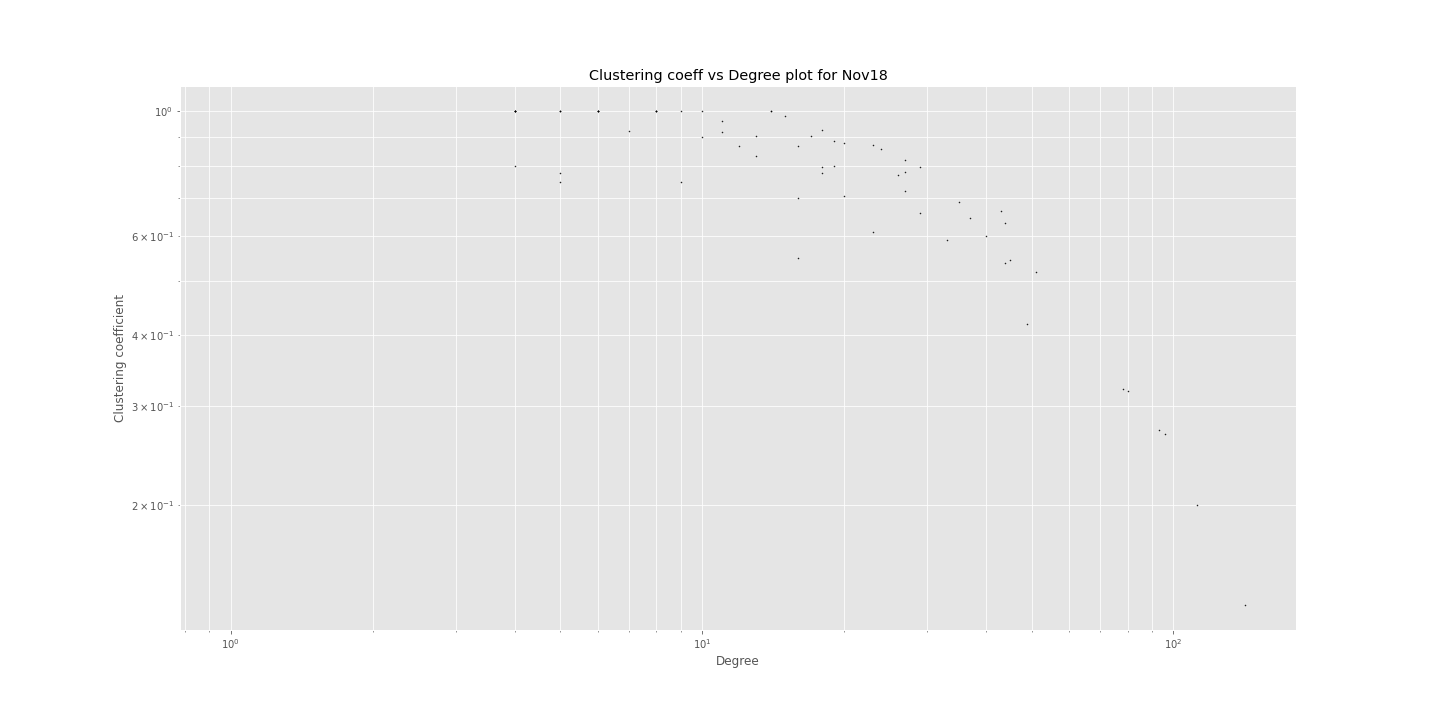 Clustering coeff vs Degree plot for Nov18
10⁰
6 × 10⁻¹
4 × 10⁻¹
3 × 10⁻¹
2 × 10⁻¹
Clustering coefficient
10⁰ 10¹ 10²
Degree